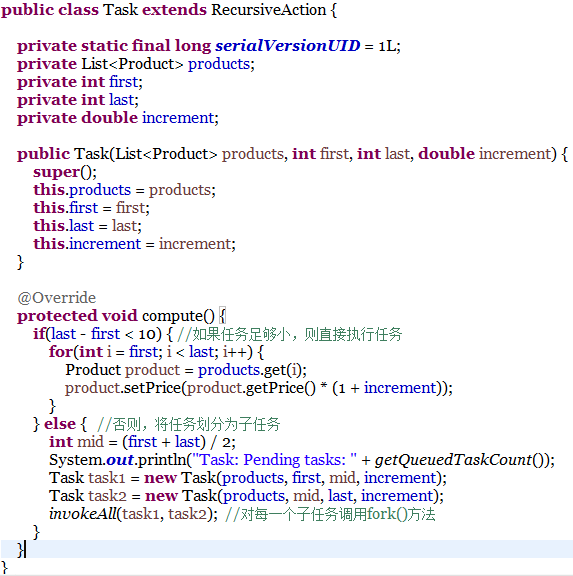 public class Task extends RecursiveAction {
private static final long serialVersionUID = 1L;
private List<Product> products;
private int first;
private int last;
private double increment;
public Task(List<Product> products, int first, int last, double increment) {
super();
this.products = products;
this.first = first;
this.last = last;
this.increment = increment;
}
@Override
protected void compute() {
if(last - first < 10) { //如果任务足够小，则直接执行任务
for(int i = first; i < last; i++) {
Product product = products.get(i);
product.setPrice(product.getPrice() * (1 + increment));
}
} else {  //否则，将任务划分为子任务
int mid = (first + last) / 2;
System.out.println("Task: Pending tasks: " + getQueuedTaskCount());
Task task1 = new Task(products, first, mid, increment);
Task task2 = new Task(products, mid, last, increment);
invokeAll(task1, task2);  //对每一个子任务调用fork()方法
}
}
}